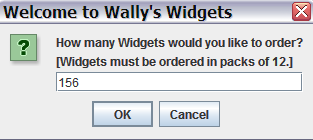 Welcome to Wally's Widgets
?
How many Widgets would you like to order?
[Widgets must be ordered in packs of 12.]
156
OK Cancel